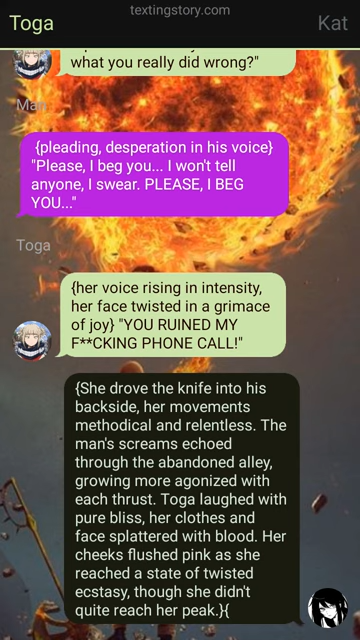 textingstory.com
Toga
Kat
what you really did wrong?"
Man
{pleading, desperation in his voice}
"Please, I beg you... I won't tell
anyone, I swear. PLEASE, I BEG
YOU..."
Toga
{her voice rising in intensity,
her face twisted in a grimace
of joy} "YOU RUINED MY
F**CKING PHONE CALL!"
{She drove the knife into his
backside, her movements
methodical and relentless. The
man's screams echoed
through the abandoned alley,
growing more agonized with
each thrust. Toga laughed with
pure bliss, her clothes and
face splattered with blood. Her
cheeks flushed pink as she
reached a state of twisted
ecstasy, though she didn't
quite reach her peak.}{